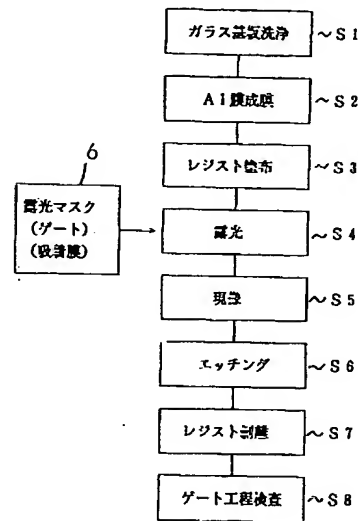 ガラス基板洗浄 ～S1
Al膜成膜 ～S2
レジスト塗布 ～S3
6
露光マスク
(ゲート)
(吸着膜)
露光 ～S4
現像 ～S5
エッチング ～S6
レジスト剥離 ～S7
ゲート工程検査 ～S8